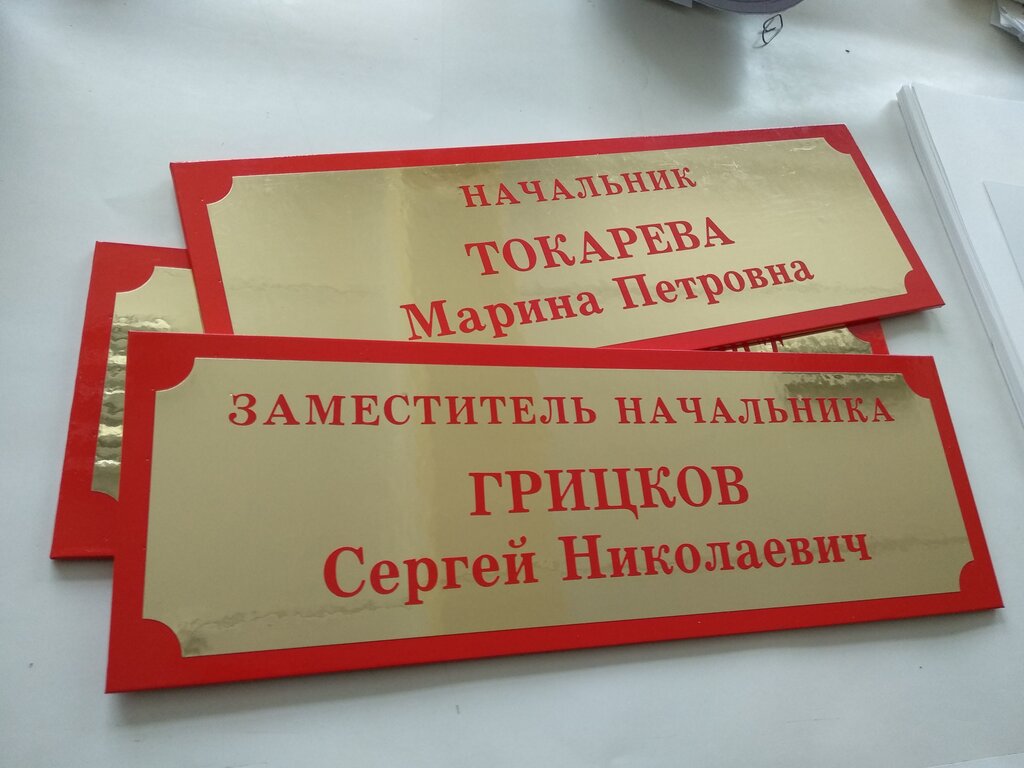 НАЧАЛЬНИК
ТОКАРЕВА
Марина Петровна
ЗАМЕСТИТЕЛЬ НАЧАЛЬНИКА
ГРИЦКОВ
Сергей Николаевич